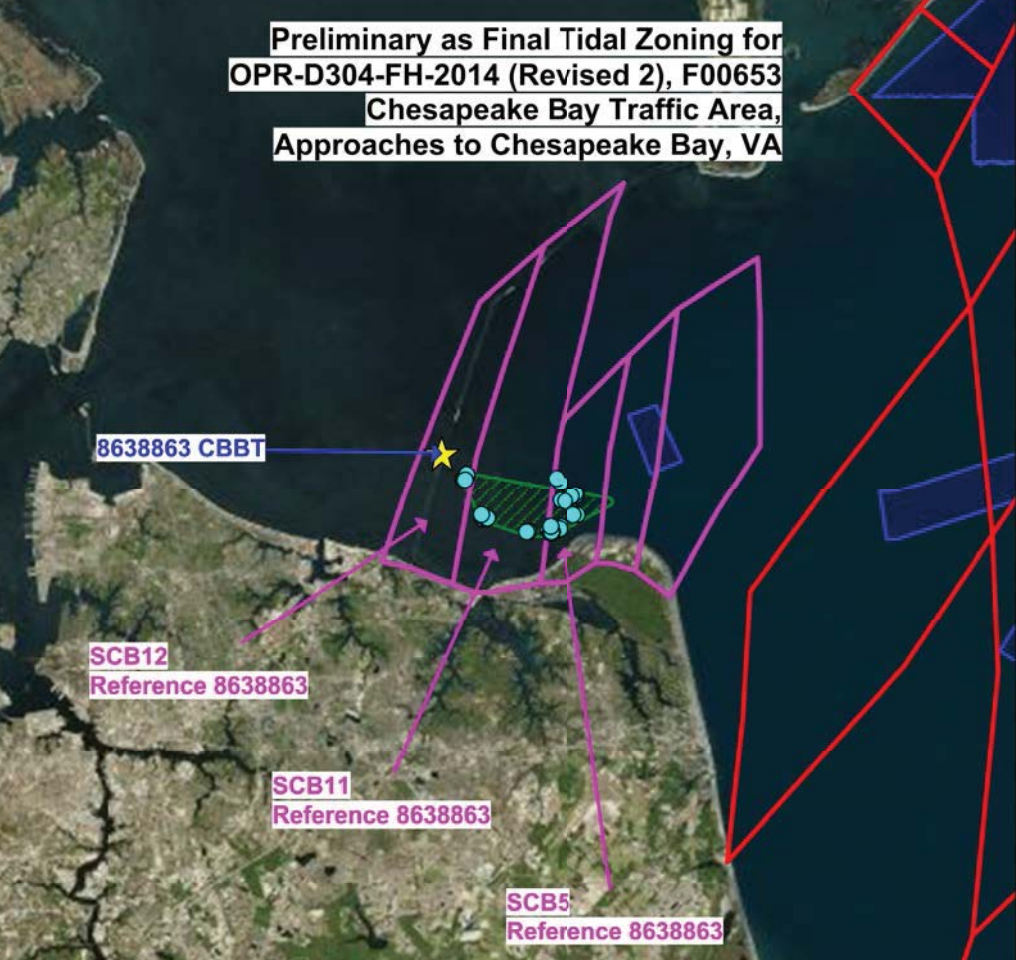 Preliminary as Final Tidal Zoning for
OPR-D304-FH-2014 (Revised 2), F00653
Chesapeake Bay Traffic Area,
Approaches to Chesapeake Bay, VA
8638863 CBBT
SCB12
Reference 8638863
SCB11
Reference 8638863
SCB5
Reference 8638863